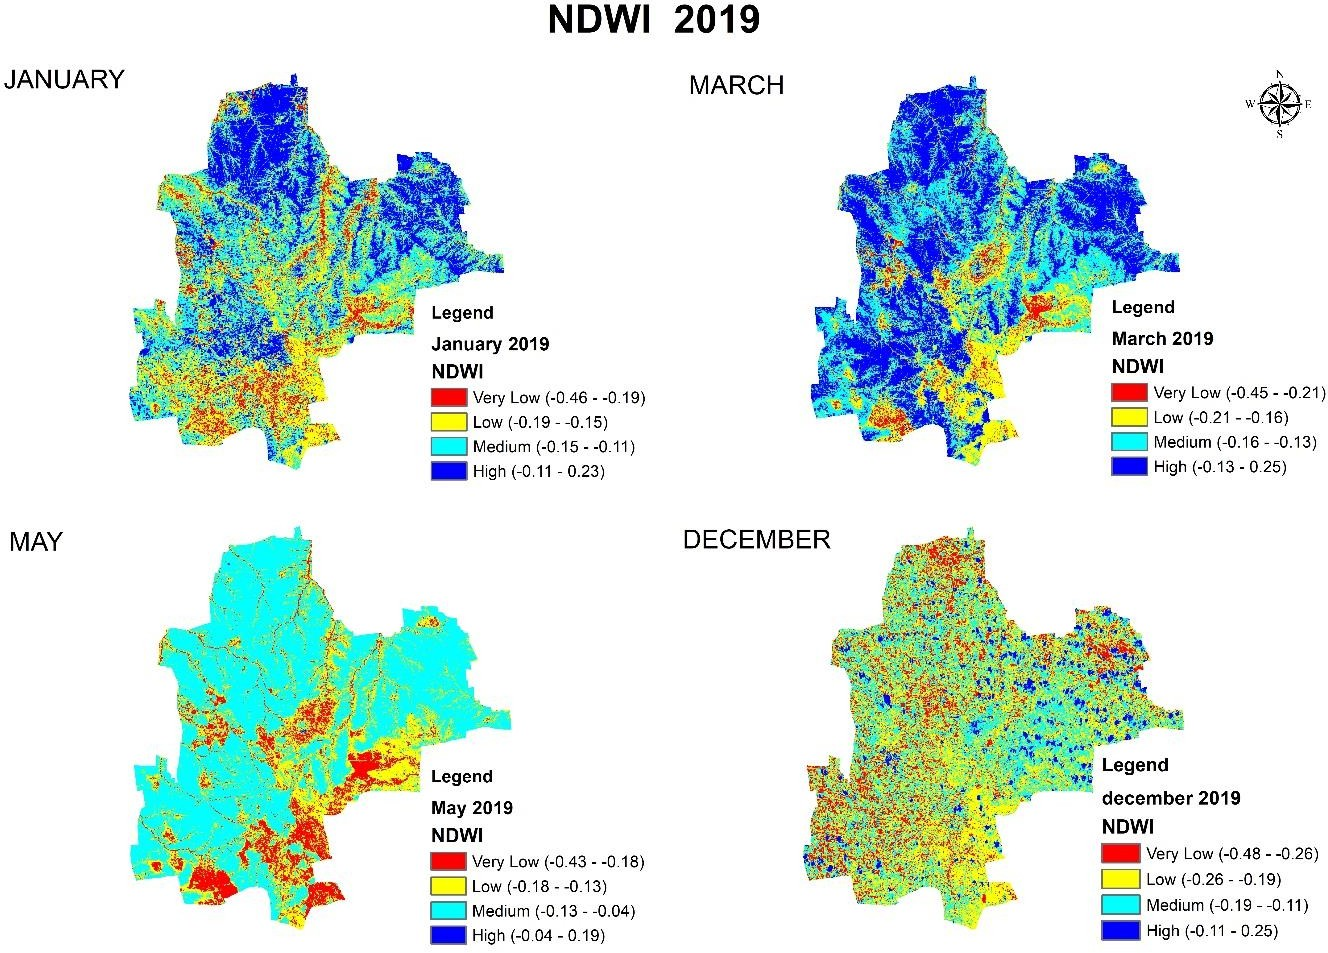 NDWI 2019
JANUARY
MARCH
N
W E
S
Legend
January 2019
NDWI
Very Low (-0.46 - -0.19)
Low (-0.19 - -0.15)
Medium (-0.15 - -0.11)
High (-0.11 - 0.23)
Legend
March 2019
NDWI
Very Low (-0.45 - -0.21)
Low (-0.21 - -0.16)
Medium (-0.16 - -0.13)
High (-0.13 - 0.25)
MAY
DECEMBER
Legend
May 2019
NDWI
Very Low (-0.43 - -0.18)
Low (-0.18 - -0.13)
Medium (-0.13 - -0.04)
High (-0.04 - 0.19)
Legend
december 2019
NDWI
Very Low (-0.48 - -0.26)
Low (-0.26 - -0.19)
Medium (-0.19 - -0.11)
High (-0.11 - 0.25)